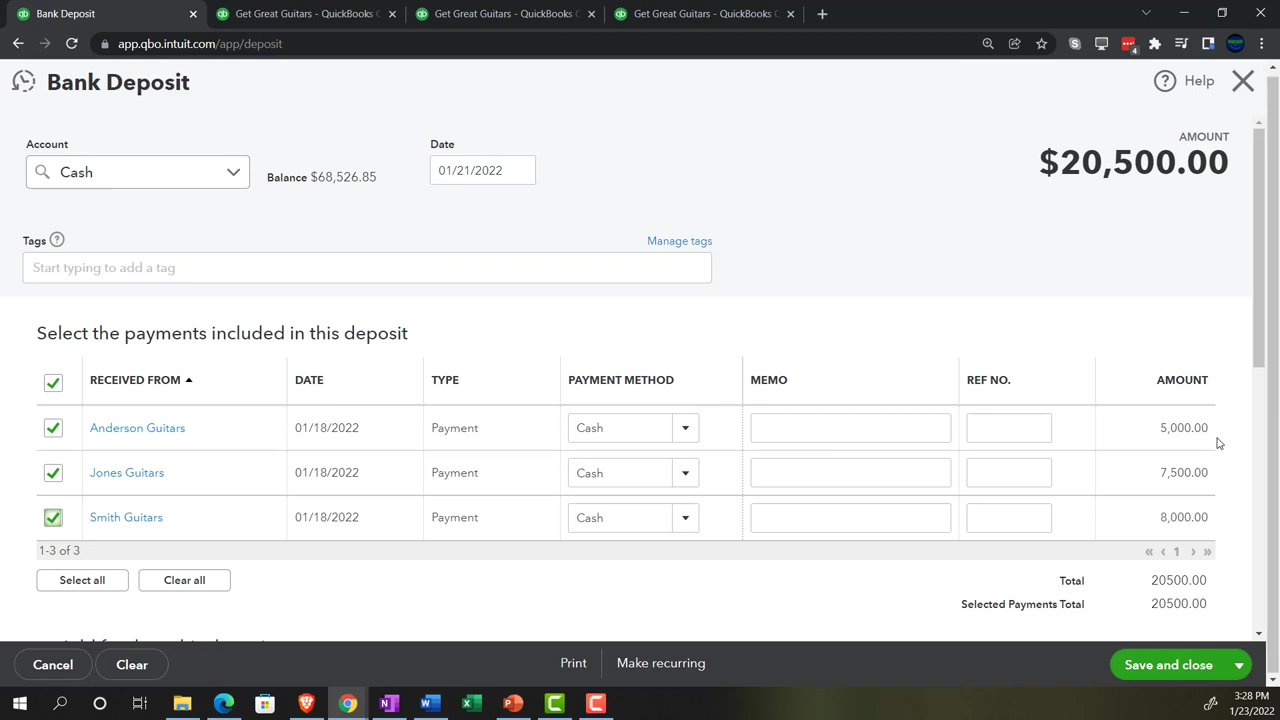 Bank Deposit
Get Great Guitars - QuickBooks O
Get Great Guitars - QuickBooks O
Get Great Guitars - QuickBooks O
app.qbo.intuit.com/app/deposit
4
Bank Deposit
Help
Account
Date
AMOUNT
Cash
Balance $68,526.85
01/21/2022
$20,500.00
Tags
Manage tags
Start typing to add a tag
Select the payments included in this deposit
RECEIVED FROM DATE TYPE PAYMENT METHOD MEMO REF NO. AMOUNT
Anderson Guitars 01/18/2022 Payment Cash 5,000.00
Jones Guitars 01/18/2022 Payment Cash 7,500.00
Smith Guitars 01/18/2022 Payment Cash 8,000.00
1-3 of 3
« ‹ 1 › »
Select all Clear all
Total 20500.00
Selected Payments Total 20500.00
Cancel Clear Print Make recurring Save and close
3:28 PM
1/23/2022